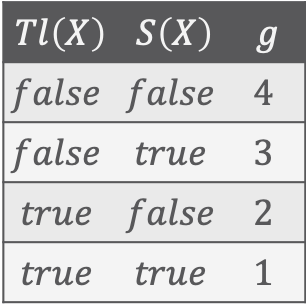 Tl(X) S(X) g
false false 4
false true 3
true false 2
true true 1